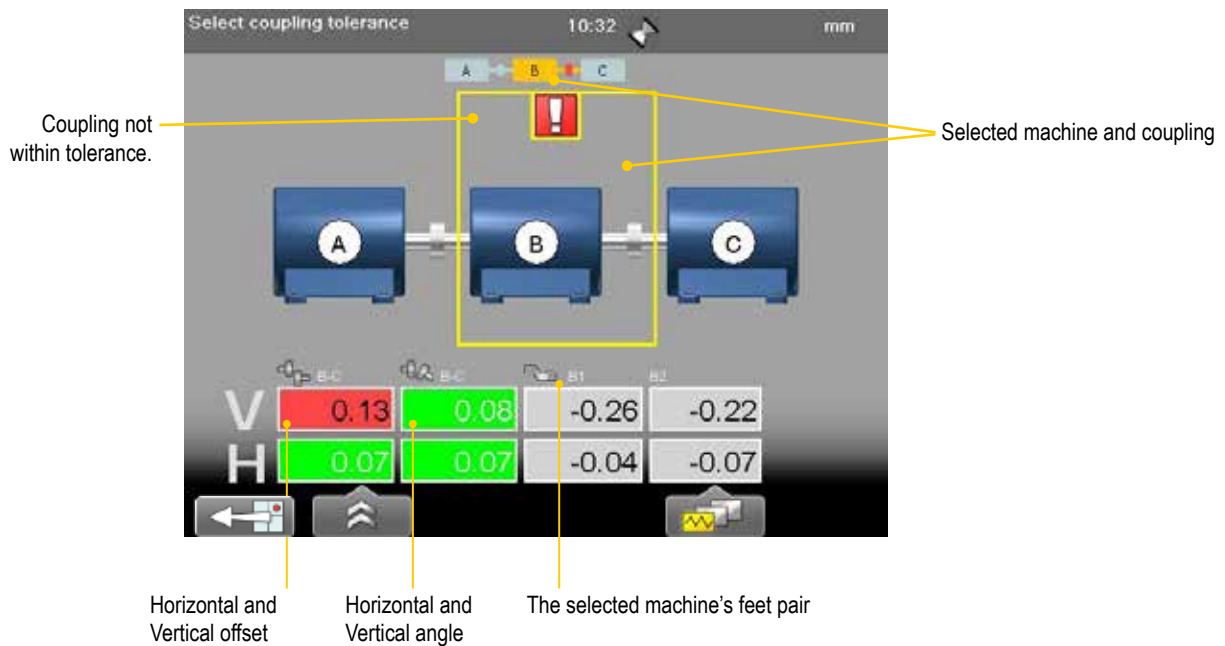 Select coupling tolerance 10:32 mm
A B C
!
Coupling not
within tolerance.
Selected machine and coupling
A B C
B-C B-C B1 B2
V 0.13 0.08 -0.26 -0.22
H 0.07 0.07 -0.04 -0.07
Horizontal and
Vertical offset
Horizontal and
Vertical angle
The selected machine's feet pair